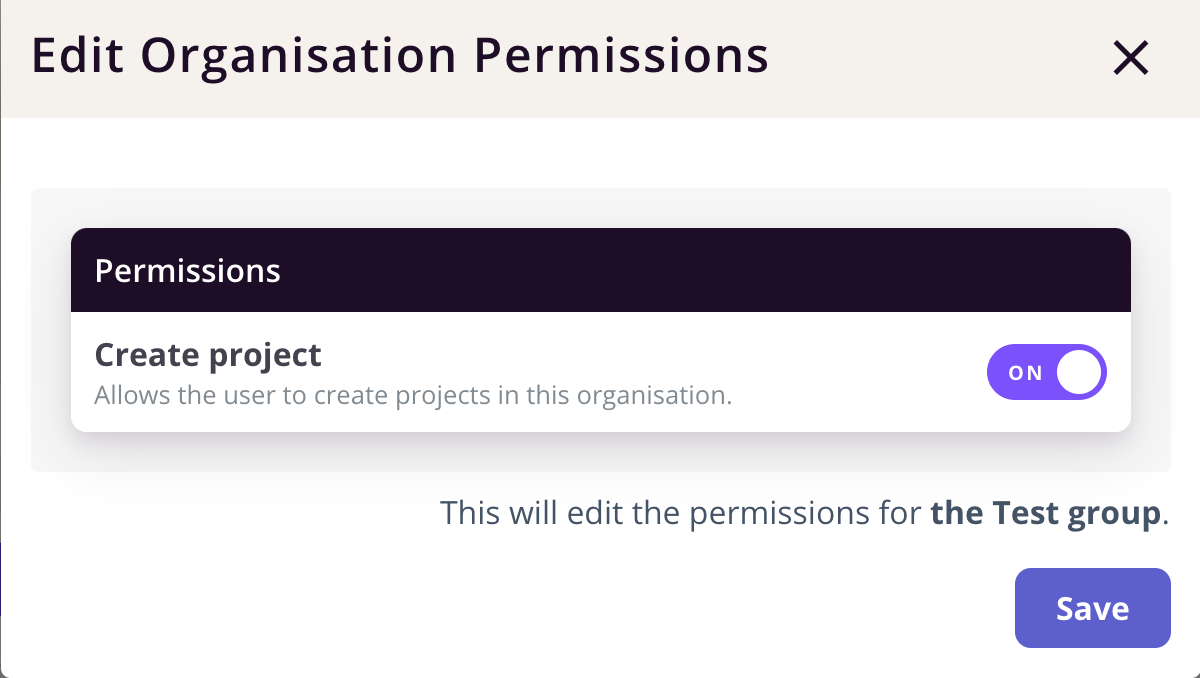 Edit Organisation Permissions
Permissions
Create project
ON
Allows the user to create projects in this organisation.
This will edit the permissions for the Test group.
Save